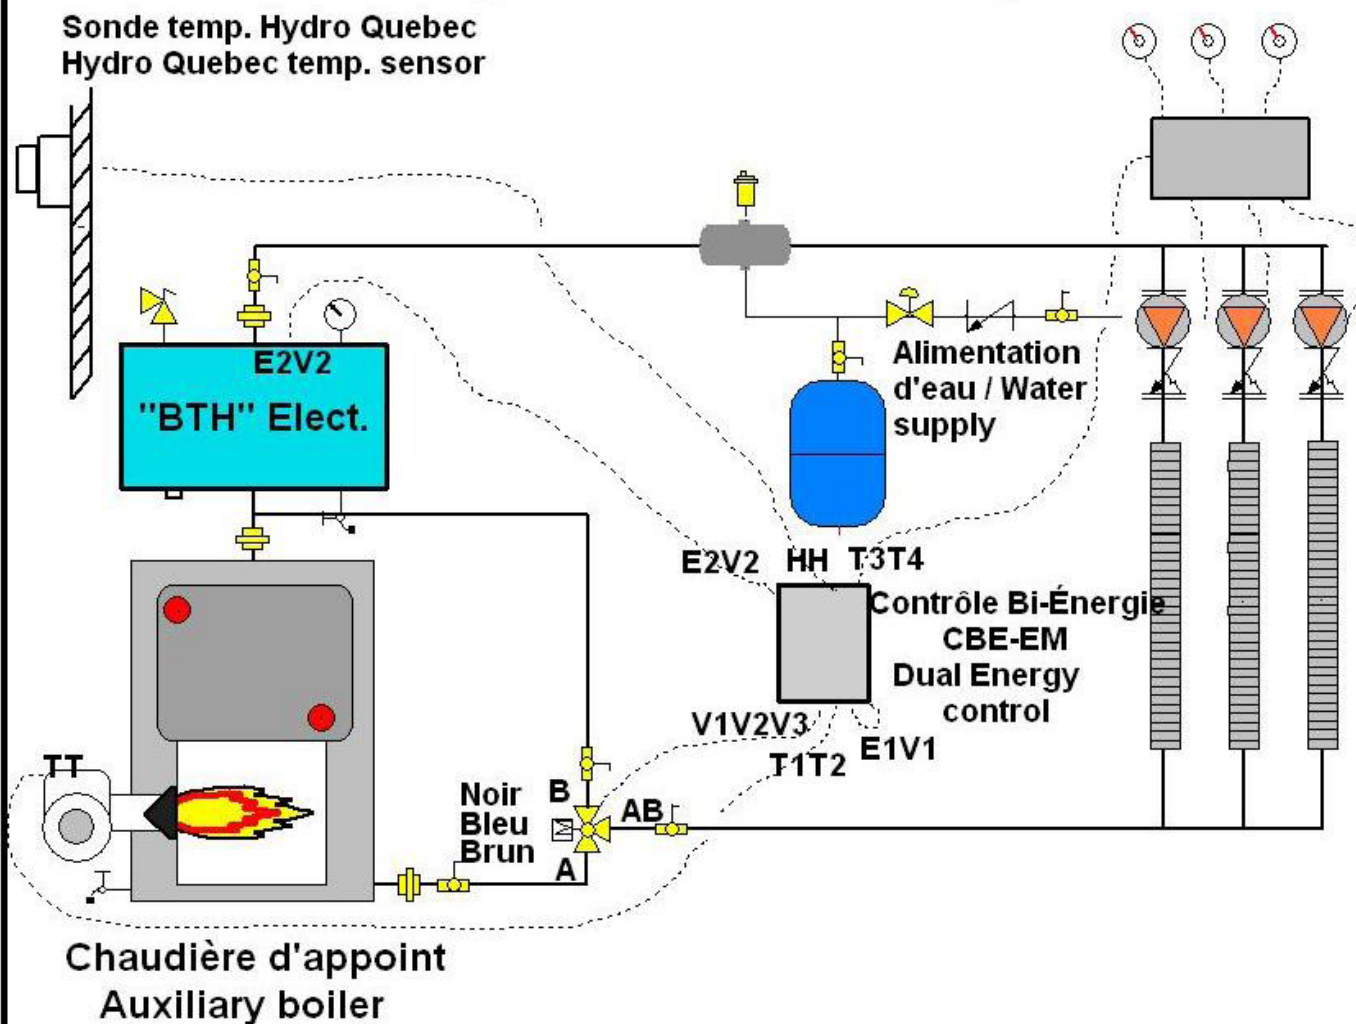 Sonde temp. Hydro Quebec
Hydro Quebec temp. sensor
E2V2
"BTH" Elect.
Alimentation
d'eau / Water
supply
E2V2
HH
T3T4
Contrôle Bi-Énergie
CBE-EM
Dual Energy
control
V1V2V3
T1T2
E1V1
TT
Noir
Bleu
Brun
B
AB
A
Chaudière d'appoint
Auxiliary boiler